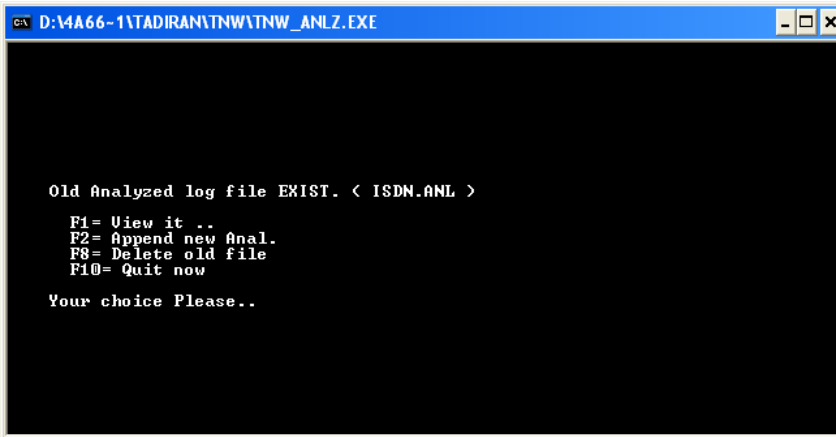 D:\4A66~1\TADIRAN\TNW\TNW_ANLZ.EXE
Old Analyzed log file EXIST. ( ISDN.ANL )
F1= View it ..
F2= Append new Anal.
F8= Delete old file
F10= Quit now
Your choice Please..